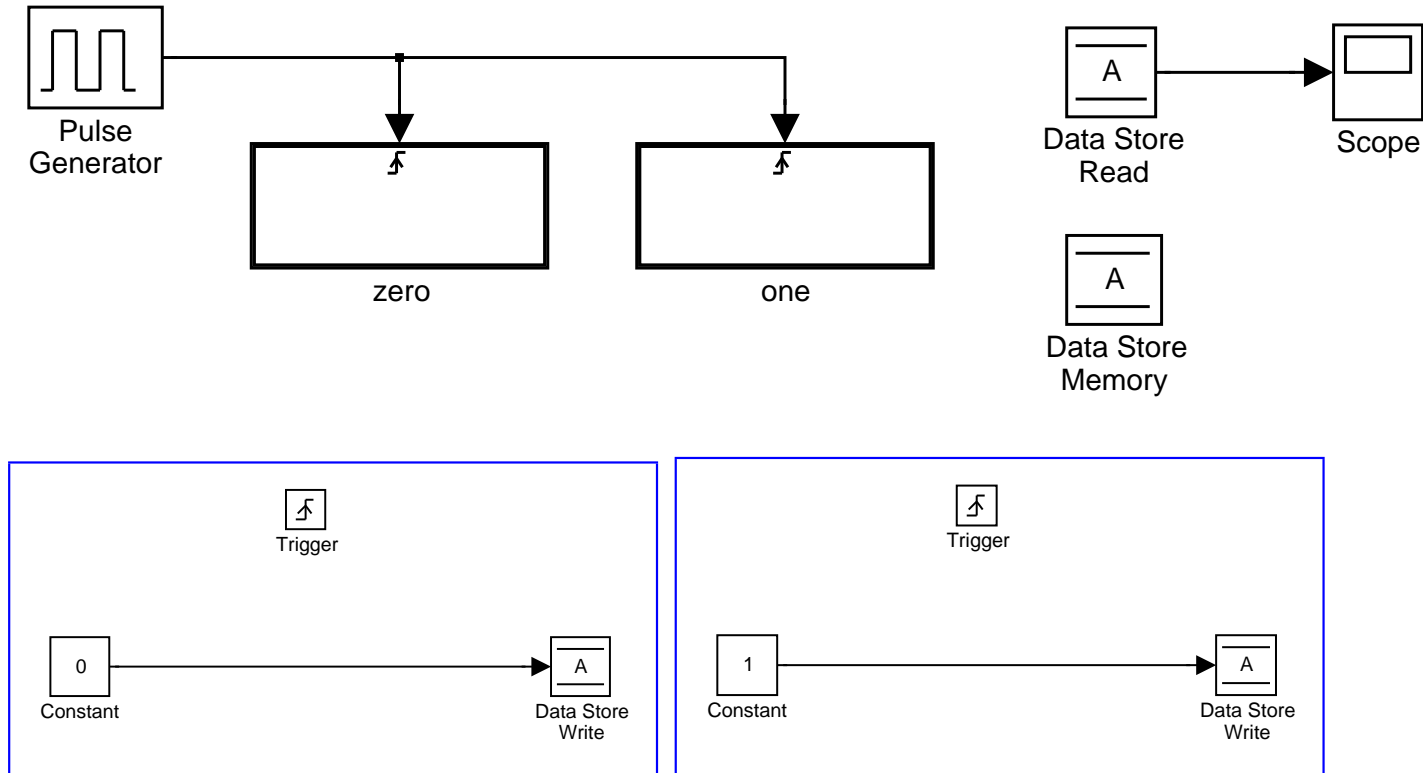 Pulse
Generator
zero
one
A
Data Store
Read
Scope
A
Data Store
Memory
Trigger
0
Constant
A
Data Store
Write
Trigger
1
Constant
A
Data Store
Write